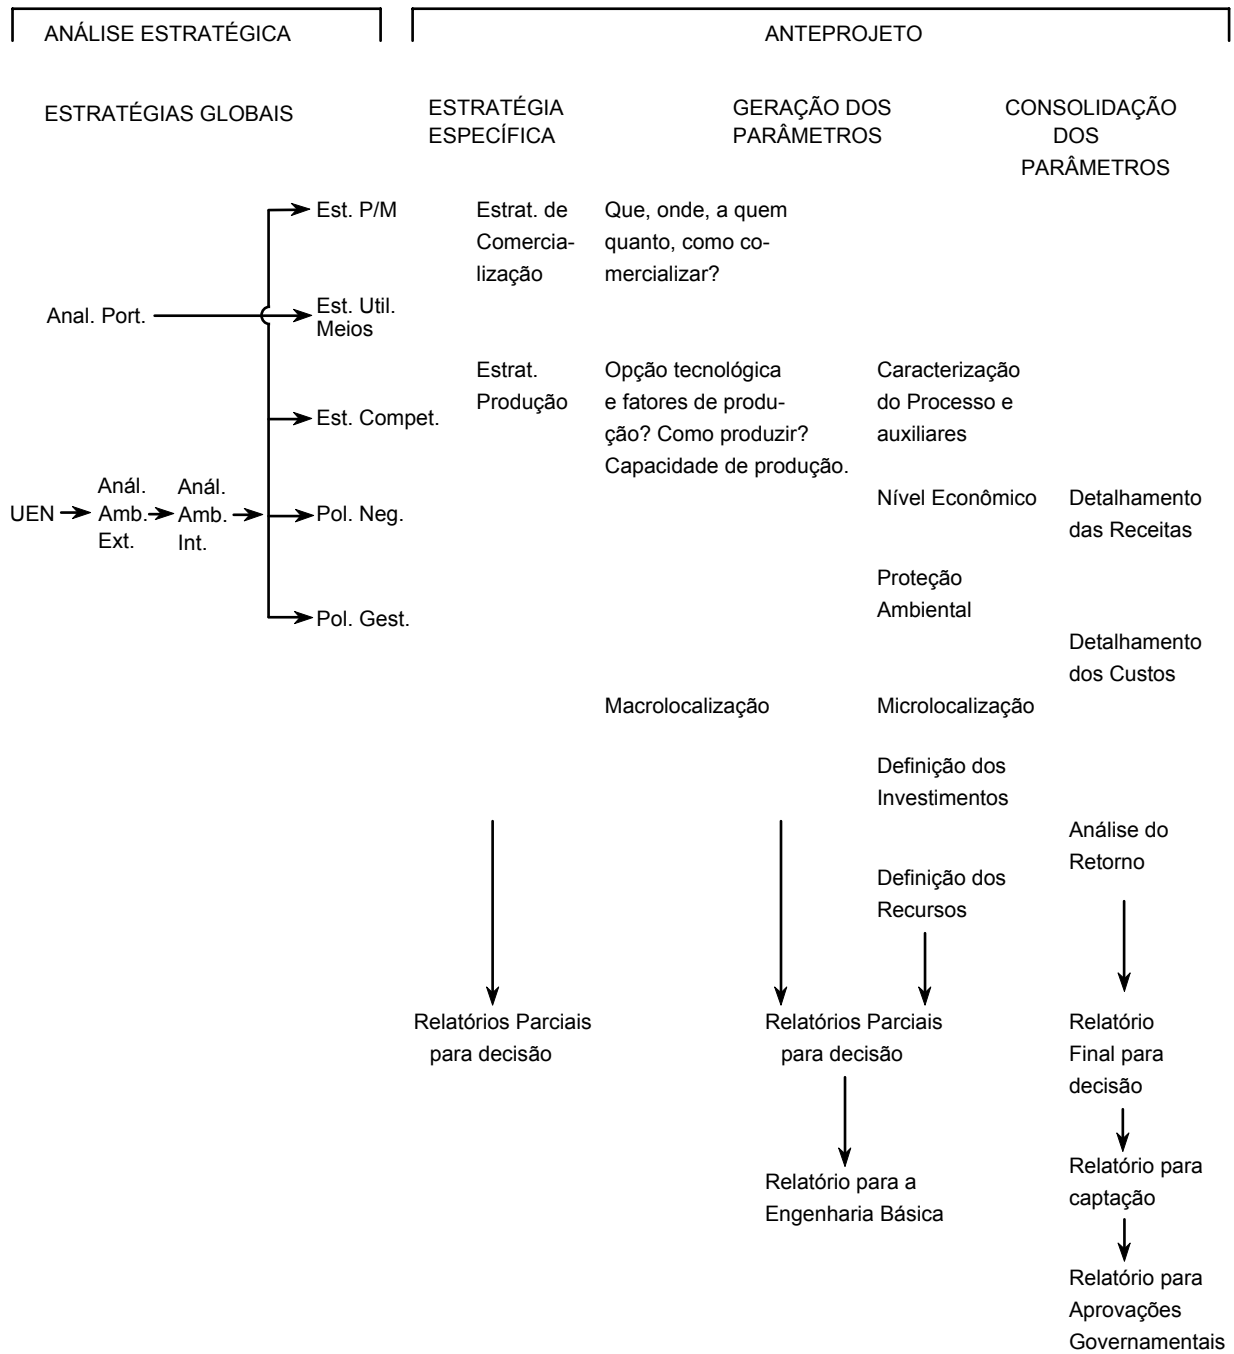 ANÁLISE ESTRATÉGICA
ANTEPROJETO
ESTRATÉGIAS GLOBAIS
ESTRATÉGIA
ESPECÍFICA
GERAÇÃO DOS
PARÂMETROS
CONSOLIDAÇÃO
DOS
PARÂMETROS
Est. P/M
Anal. Port.
Est. Util.
Meios
Est. Compet.
UEN
Anál.
Amb.
Ext.
Anál.
Amb.
Int.
Pol. Neg.
Pol. Gest.
Estrat. de
Comercia-
lização
Que, onde, a quem
quanto, como co-
mercializar?
Estrat.
Produção
Opção tecnológica
e fatores de produ-
ção? Como produzir?
Capacidade de produção.
Caracterização
do Processo e
auxiliares
Nível Econômico
Detalhamento
das Receitas
Proteção
Ambiental
Detalhamento
dos Custos
Macrolocalização
Microlocalização
Definição dos
Investimentos
Análise do
Retorno
Definição dos
Recursos
Relatórios Parciais
para decisão
Relatórios Parciais
para decisão
Relatório
Final para
decisão
Relatório para a
Engenharia Básica
Relatório para
captação
Relatório para
Aprovações
Governamentais